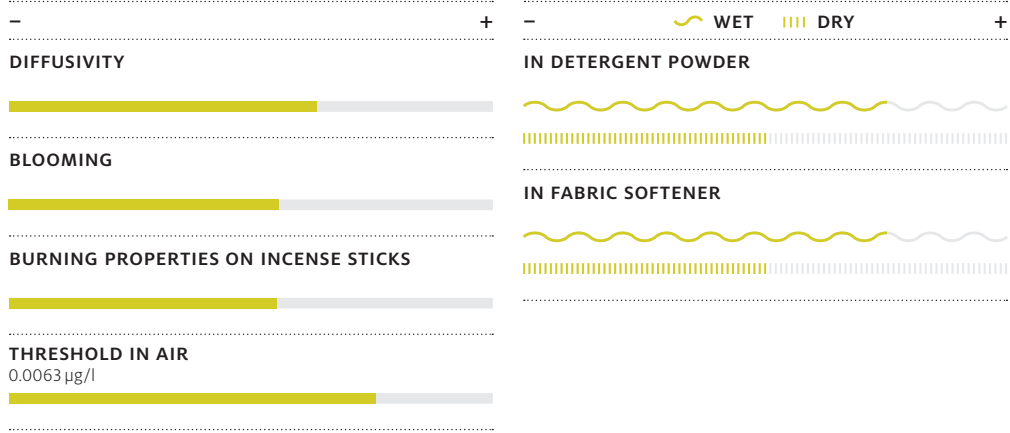 – +
DIFFUSIVITY
BLOOMING
BURNING PROPERTIES ON INCENSE STICKS
THRESHOLD IN AIR
0.0063 µg/l
– WET DRY +
IN DETERGENT POWDER
IN FABRIC SOFTENER